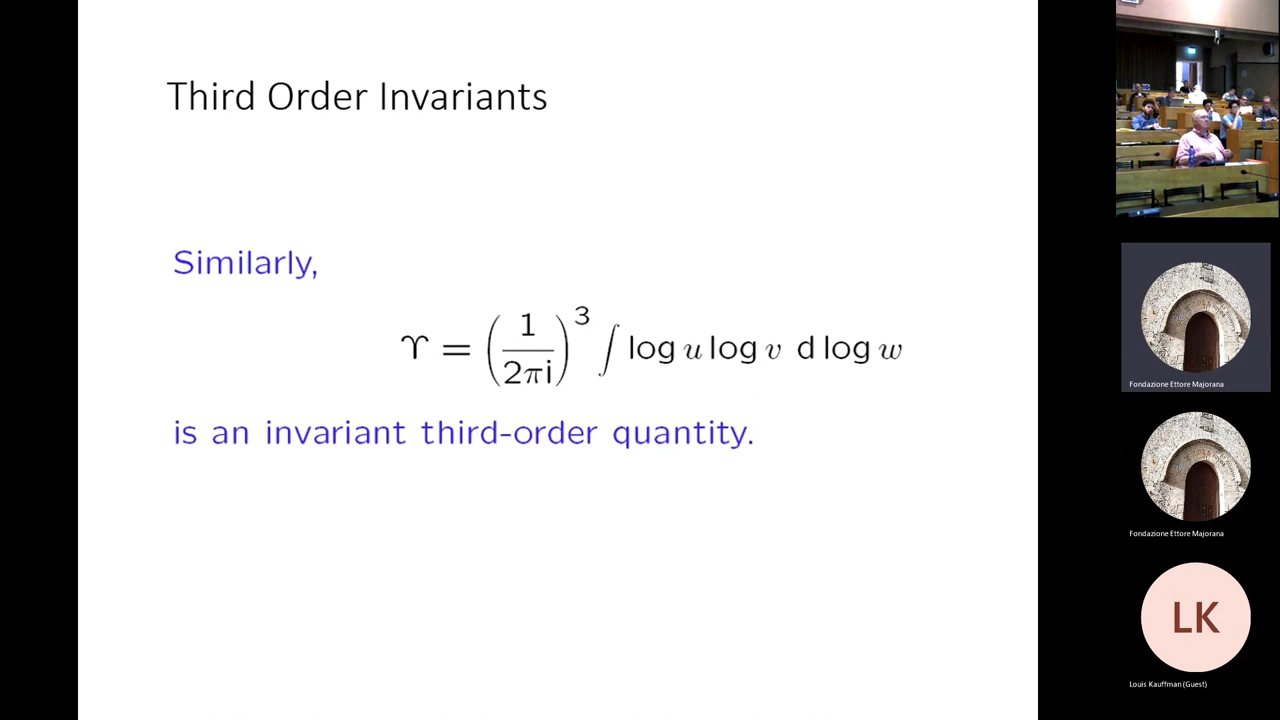 Third Order Invariants
Similarly,
ϒ = (1/2πi)³ ∫ log u log v d log w
is an invariant third-order quantity.
Fondazione Ettore Majorana
Fondazione Ettore Majorana
LK
Louis Kauffman (Guest)